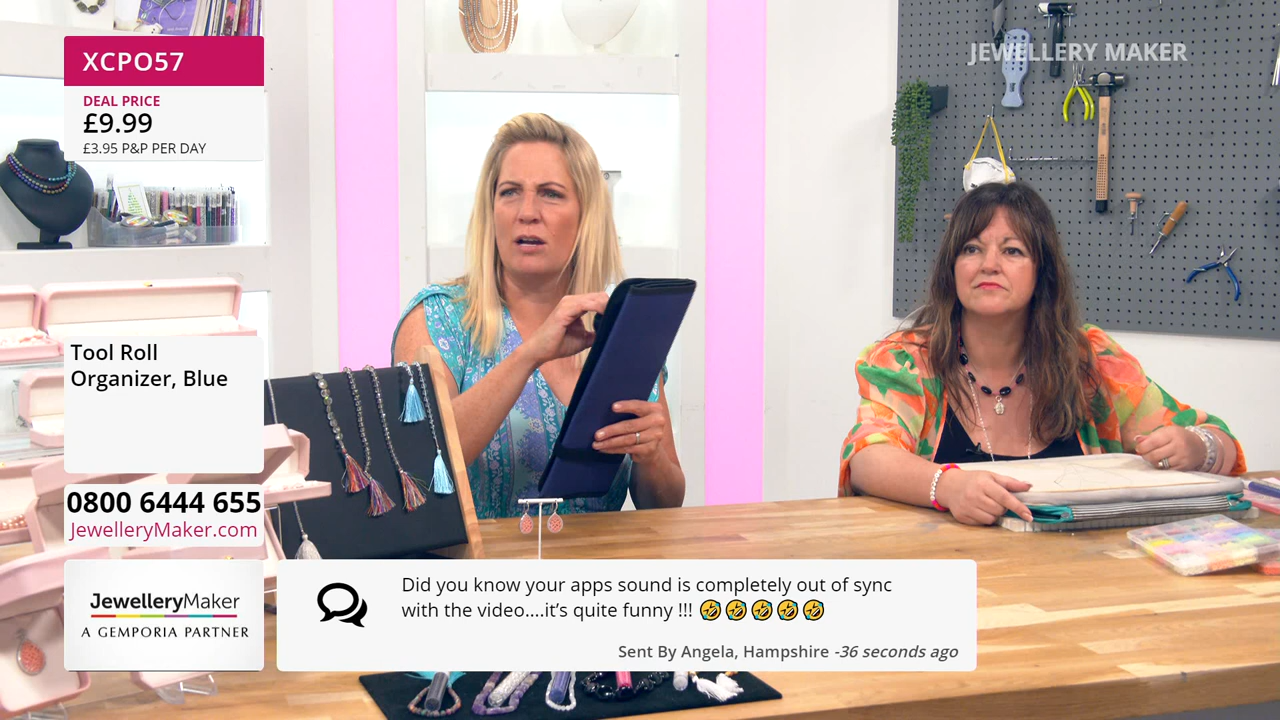 XCPO57
DEAL PRICE
£9.99
£3.95 P&P PER DAY
JEWELLERY MAKER
Tool Roll
Organizer, Blue
0800 6444 655
JewelleryMaker.com
JewelleryMaker
A GEMPORIA PARTNER
Did you know your apps sound is completely out of sync
with the video....it’s quite funny !!! 🤣🤣🤣🤣🤣
Sent By Angela, Hampshire -36 seconds ago